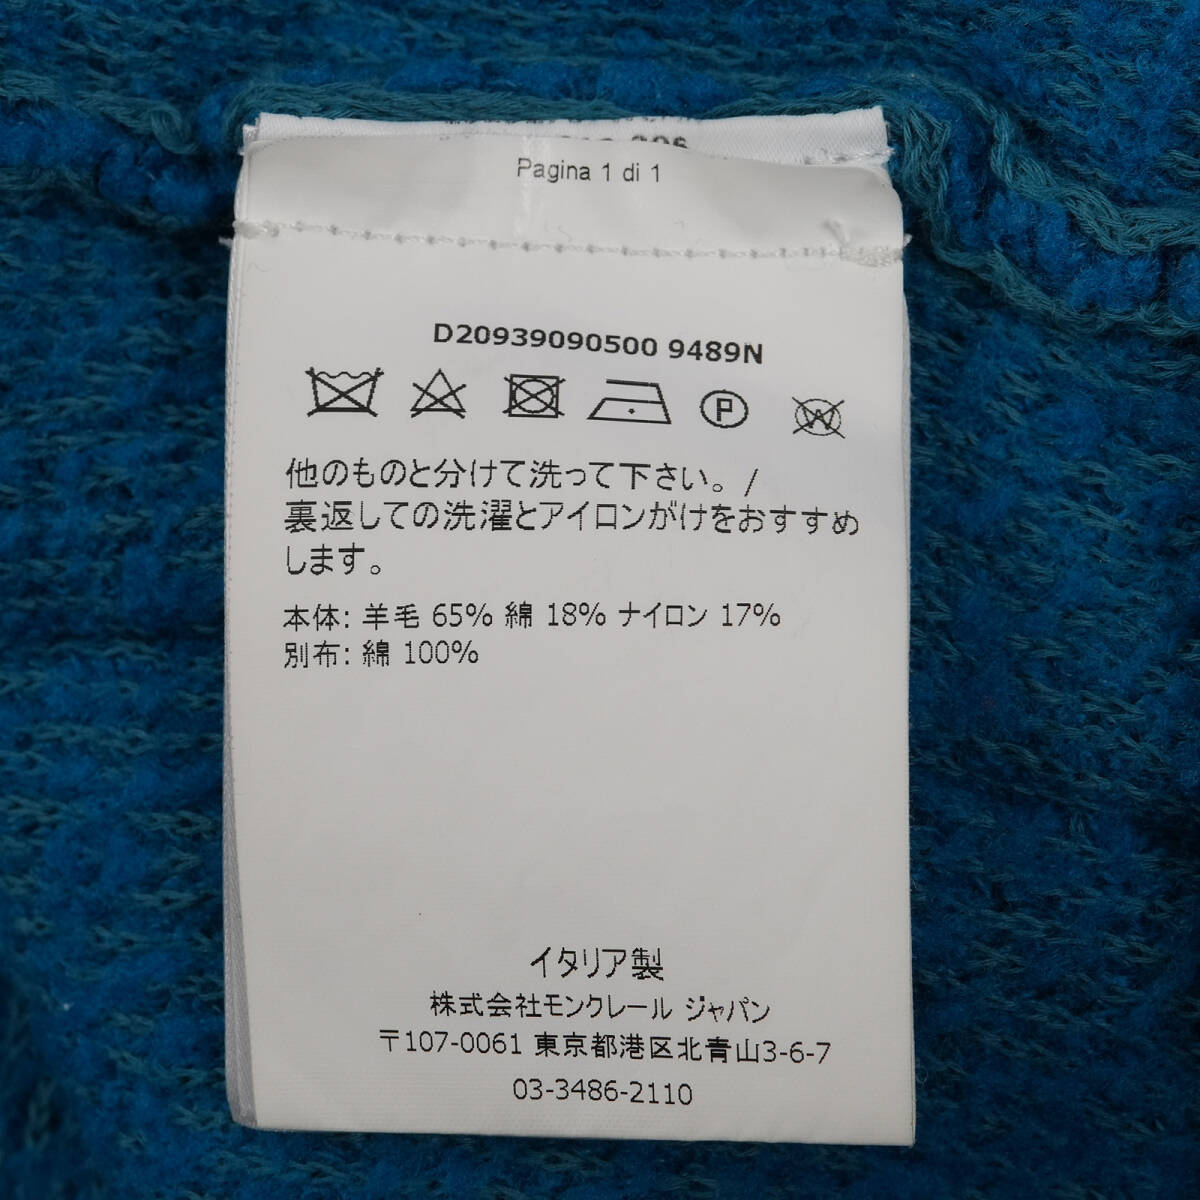 Pagina 1 di 1
D20939090500 9489N
P
W
他のものと分けて洗って下さい。/
裏返しての洗濯とアイロンがけをおすすめ
します。
本体: 羊毛 65% 綿 18% ナイロン 17%
別布: 綿 100%
イタリア製
株式会社モンクレール ジャパン
〒107-0061 東京都港区北青山3-6-7
03-3486-2110